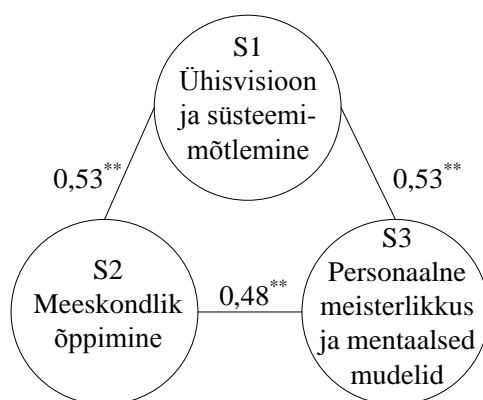 S1
Ühisvisioon
ja süsteemi-
mõtlemine
0,53**
0,53**
S2
Meeskondlik
õppimine
0,48**
S3
Personaalne
meisterlikkus
ja mentaalsed
mudelid